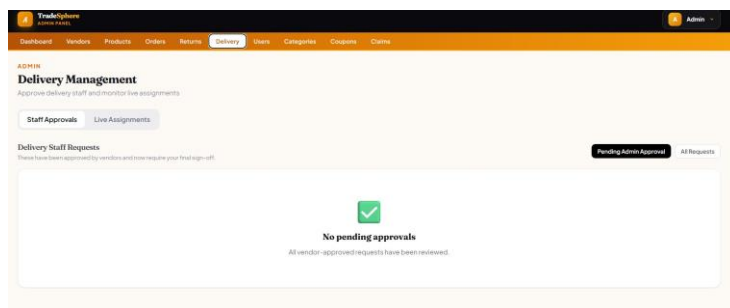 A TradeSphere
ADMIN PANEL
A Admin
Dashboard Vendors Products Orders Returns Delivery Users Categories Coupons Claims
ADMIN
Delivery Management
Approve delivery staff and monitor live assignments
Staff Approvals Live Assignments
Delivery Staff Requests
These have been approved by vendors and now require your final sign-off.
Pending Admin Approval All Requests
No pending approvals
All vendor-approved requests have been reviewed.